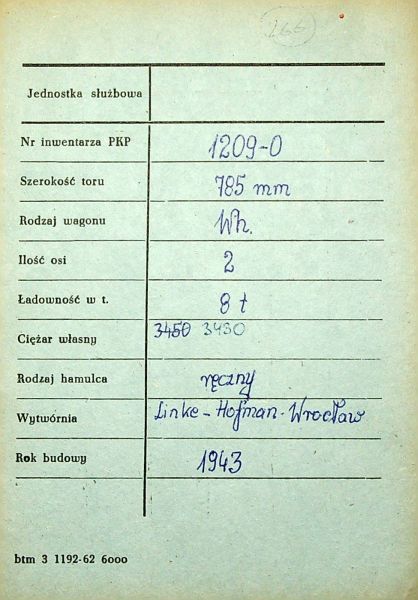 266
Jednostka służbowa
Nr inwentarza PKP 1209-0
Szerokość toru 785 mm
Rodzaj wagonu Wh.
Ilość osi 2
Ładowność w t. 8 t
Ciężar własny 3450 3430
Rodzaj hamulca ręczny
Wytwórnia Linke-Hofman-Wrocław
Rok budowy 1943
btm 3 1192-62 6000